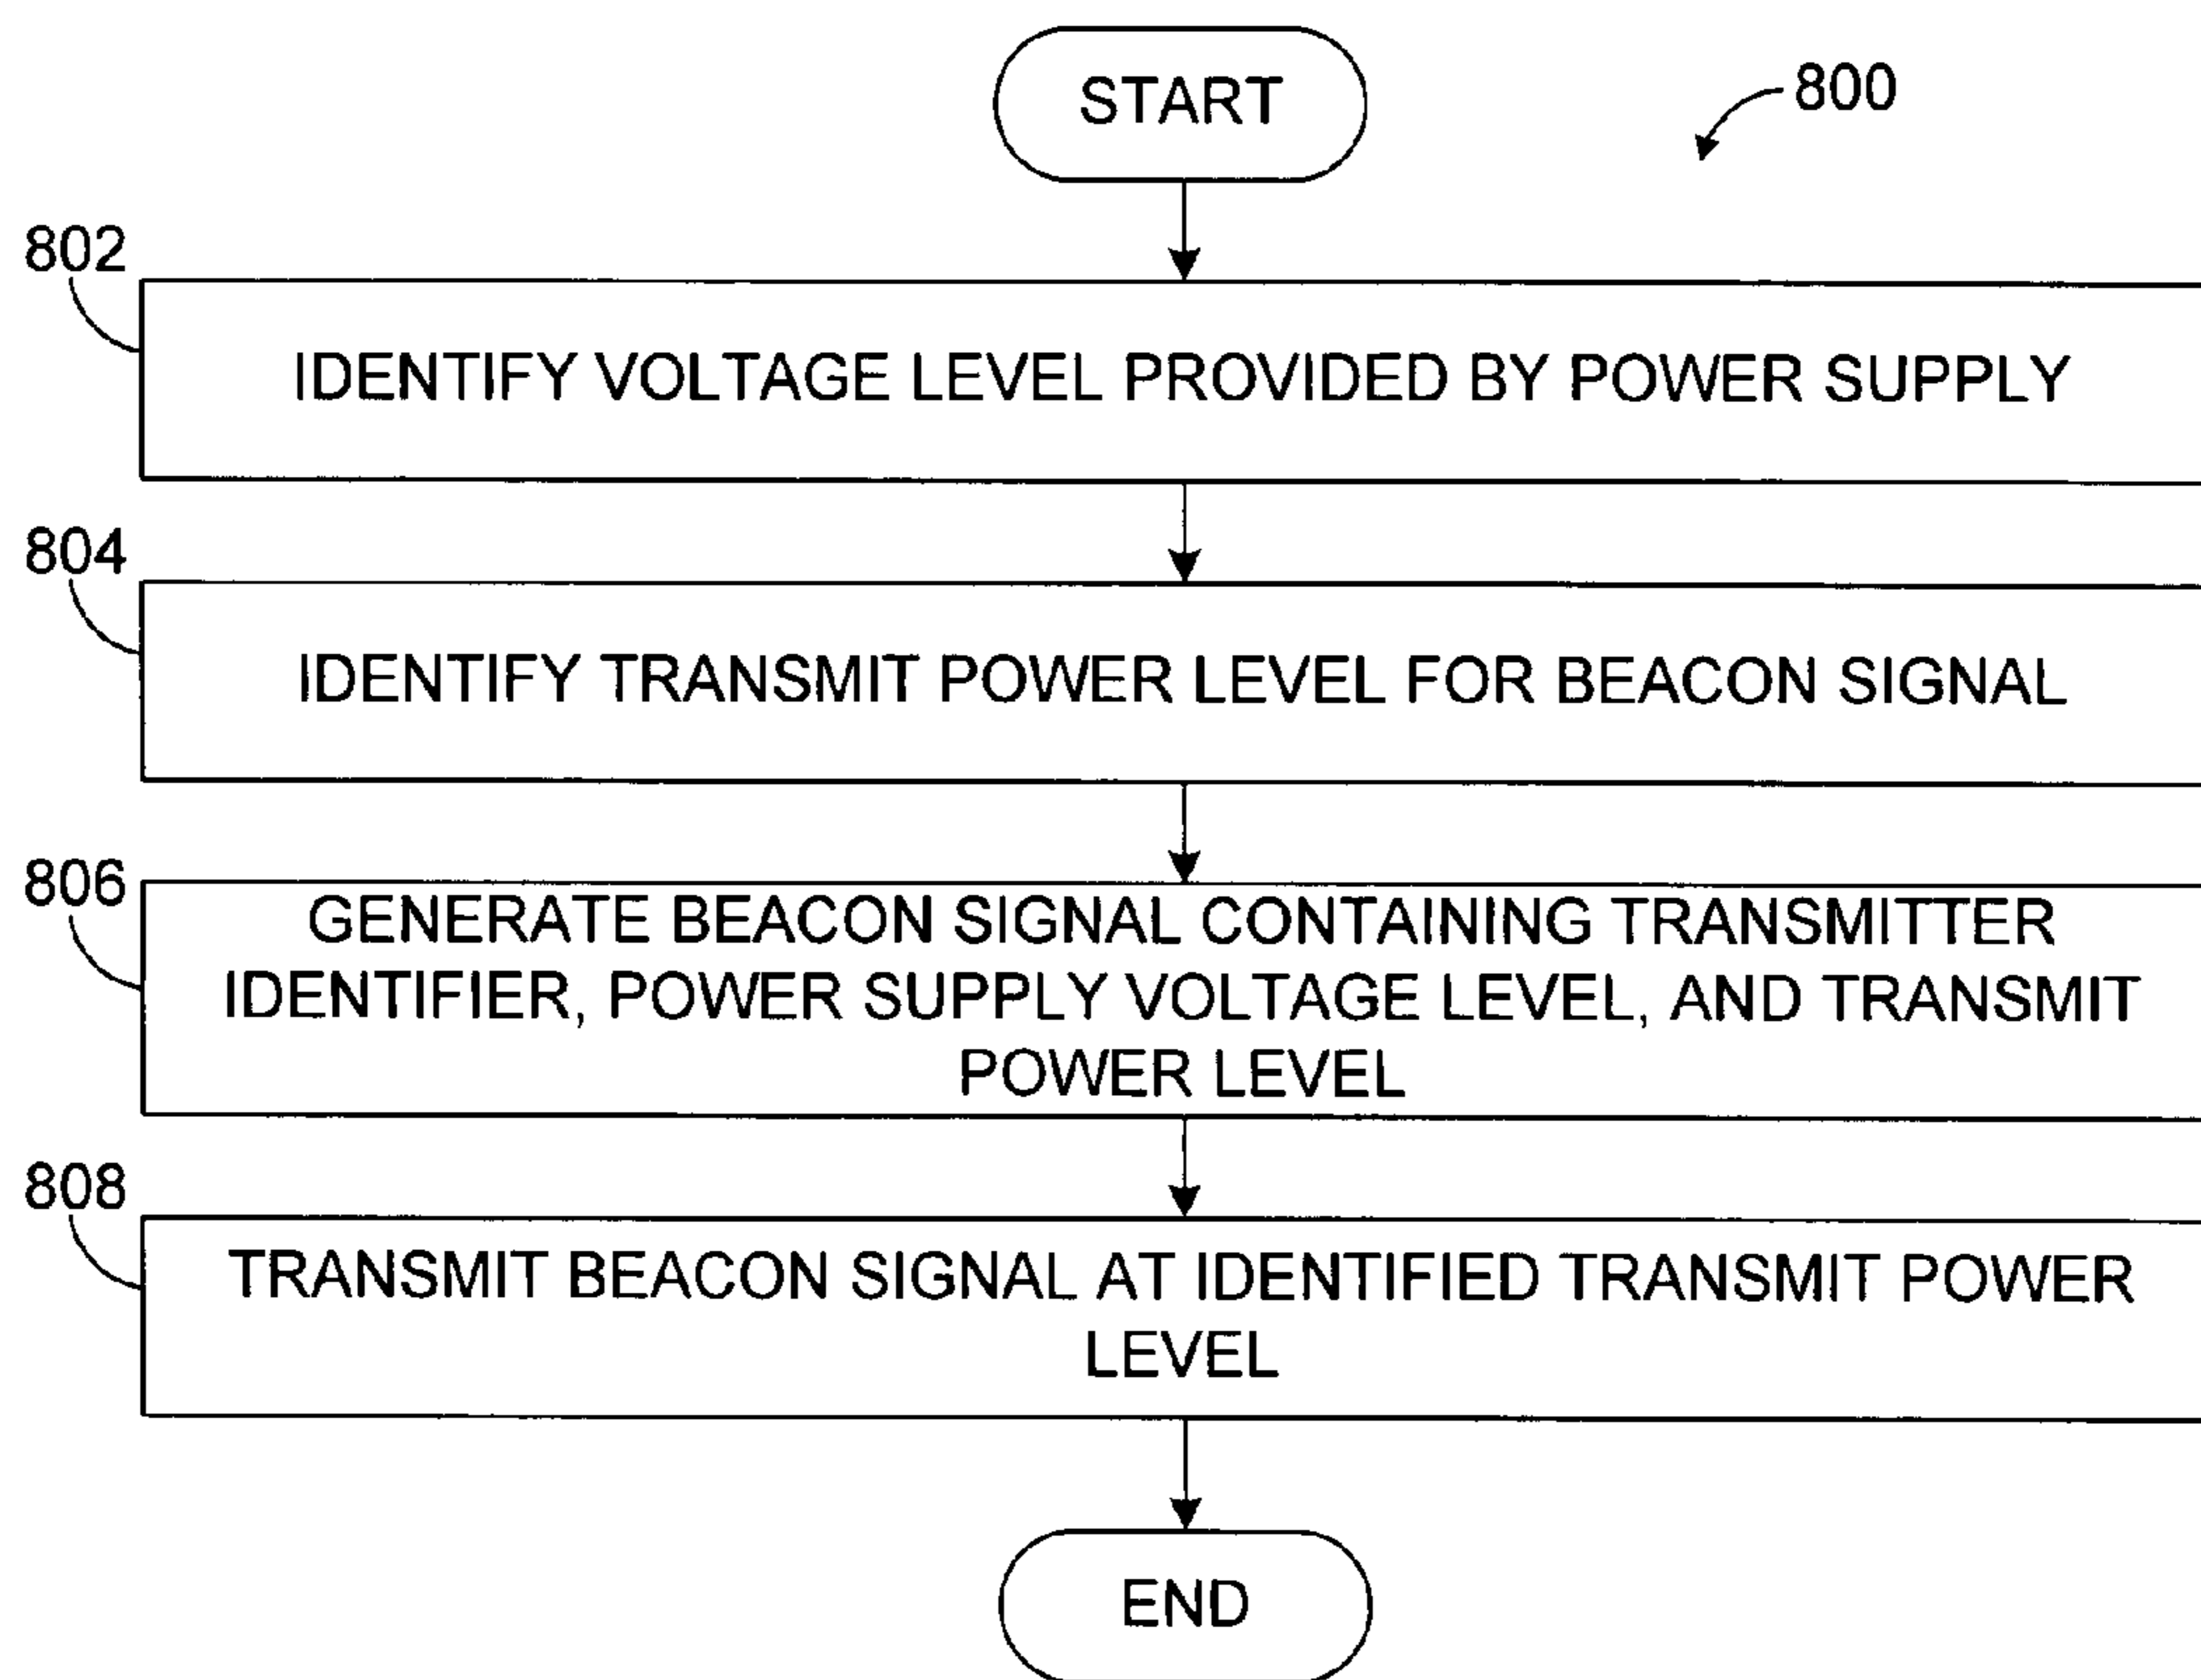 START
800
802
IDENTIFY VOLTAGE LEVEL PROVIDED BY POWER SUPPLY
804
IDENTIFY TRANSMIT POWER LEVEL FOR BEACON SIGNAL
806
GENERATE BEACON SIGNAL CONTAINING TRANSMITTER
IDENTIFIER, POWER SUPPLY VOLTAGE LEVEL, AND TRANSMIT
POWER LEVEL
808
TRANSMIT BEACON SIGNAL AT IDENTIFIED TRANSMIT POWER
LEVEL
END